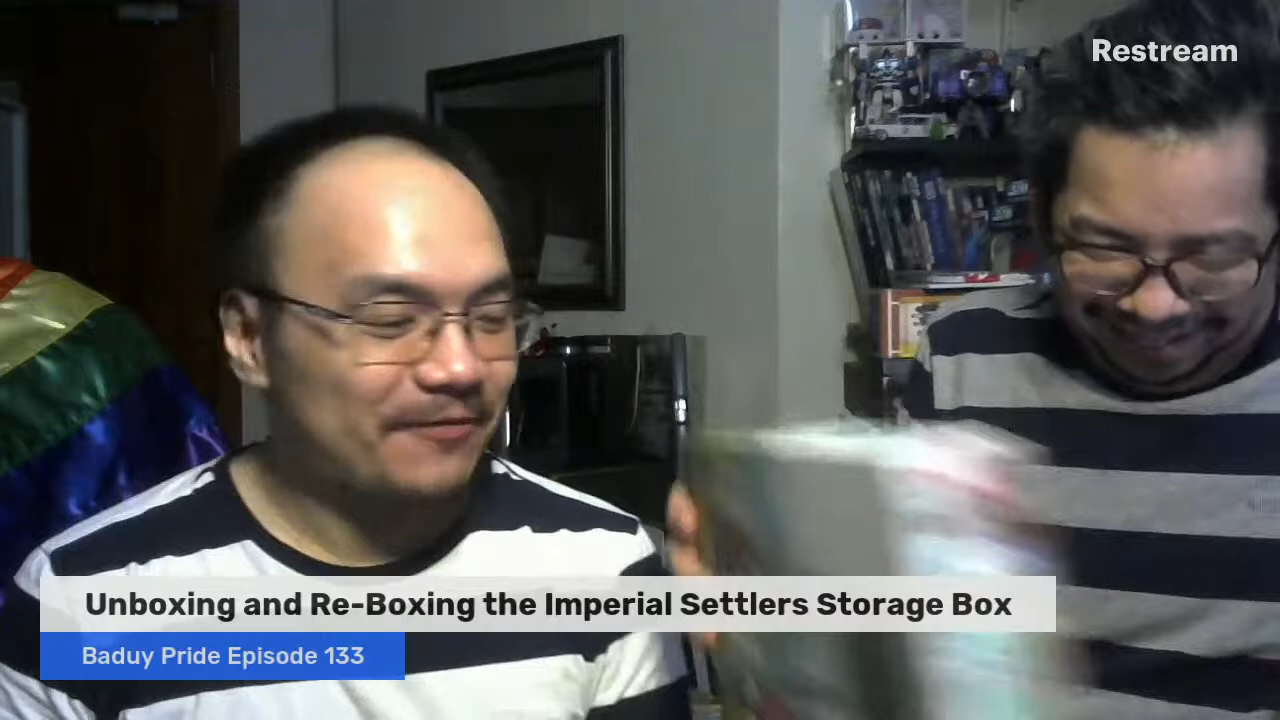 Restream
Unboxing and Re-Boxing the Imperial Settlers Storage Box
Baduy Pride Episode 133